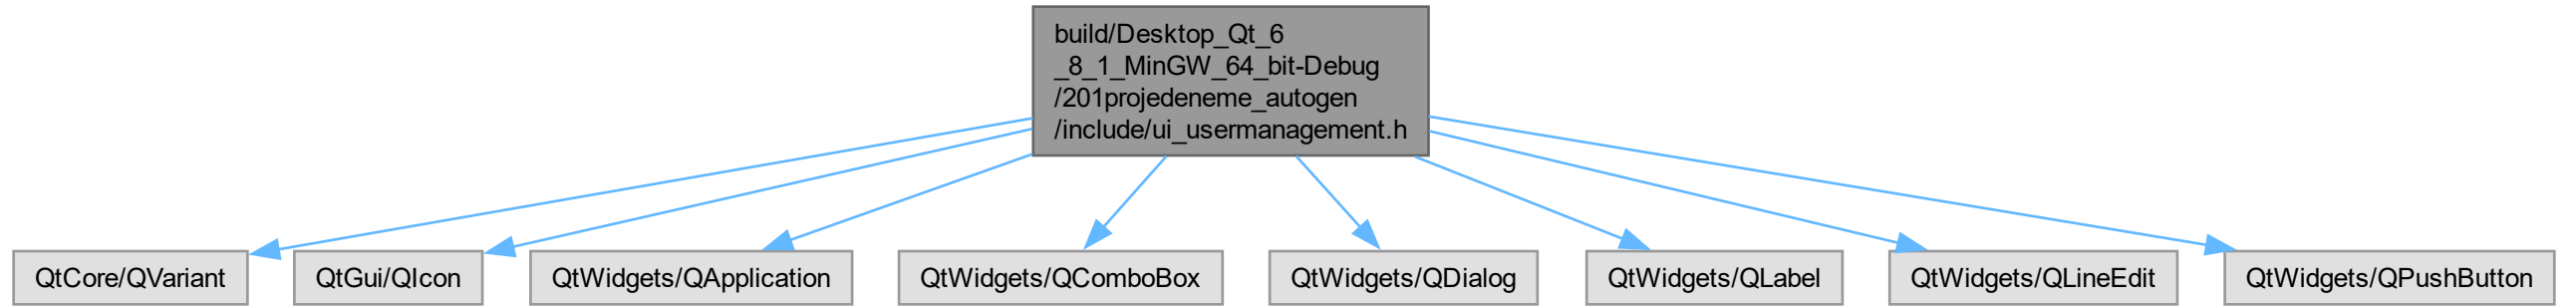 build/Desktop_Qt_6
_8_1_MinGW_64_bit-Debug
/201projedeneme_autogen
/include/ui_usermanagement.h
QtCore/QVariant
QtGui/QIcon
QtWidgets/QApplication
QtWidgets/QComboBox
QtWidgets/QDialog
QtWidgets/QLabel
QtWidgets/QLineEdit
QtWidgets/QPushButton